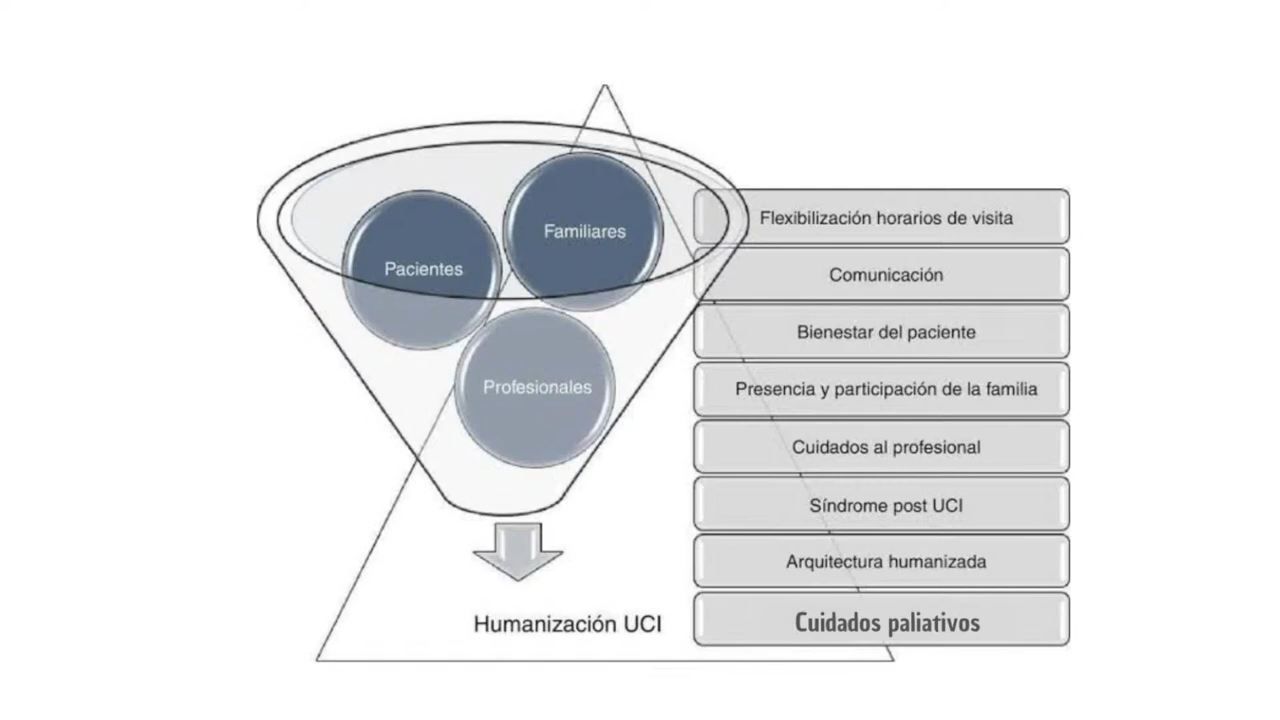 Familiares
Pacientes
Profesionales
Humanización UCI
Flexibilización horarios de visita
Comunicación
Bienestar del paciente
Presencia y participación de la familia
Cuidados al profesional
Síndrome post UCI
Arquitectura humanizada
Cuidados paliativos